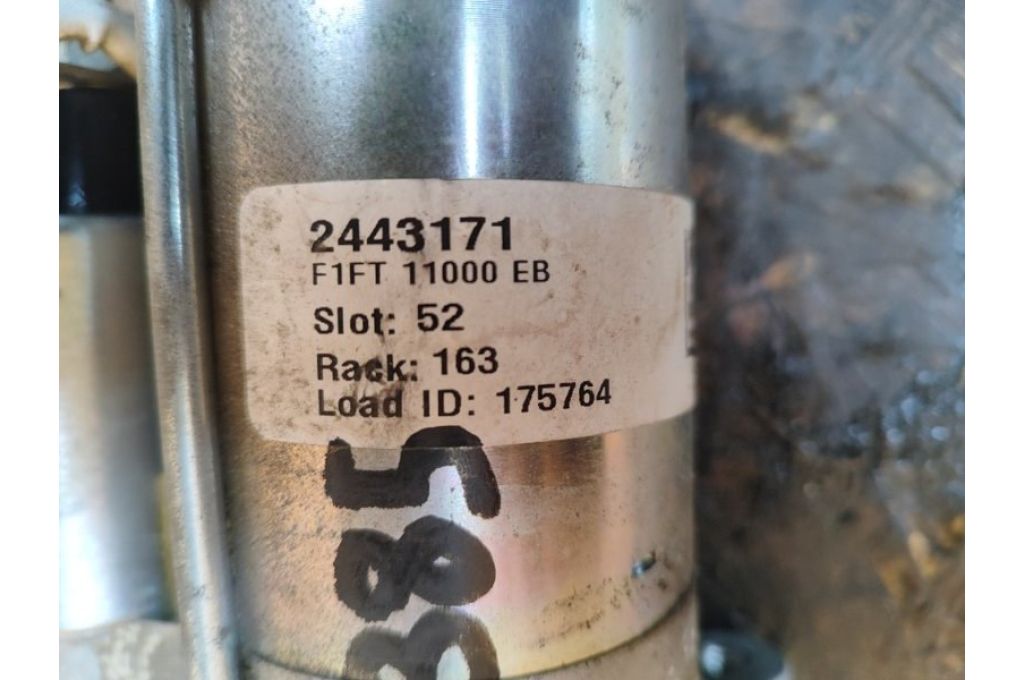 2443171
F1FT 11000 EB
Slot: 52
Rack: 163
Load ID: 175764